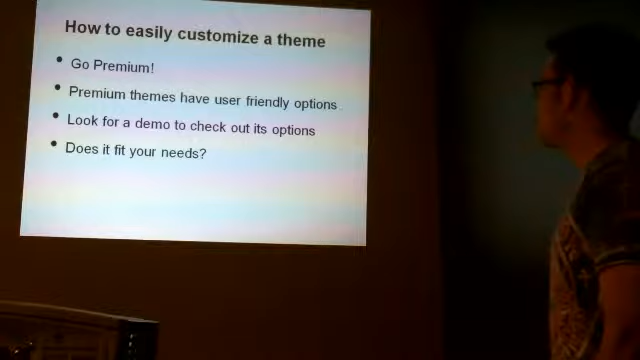 How to easily customize a theme
• Go Premium!
• Premium themes have user friendly options
• Look for a demo to check out its options
• Does it fit your needs?